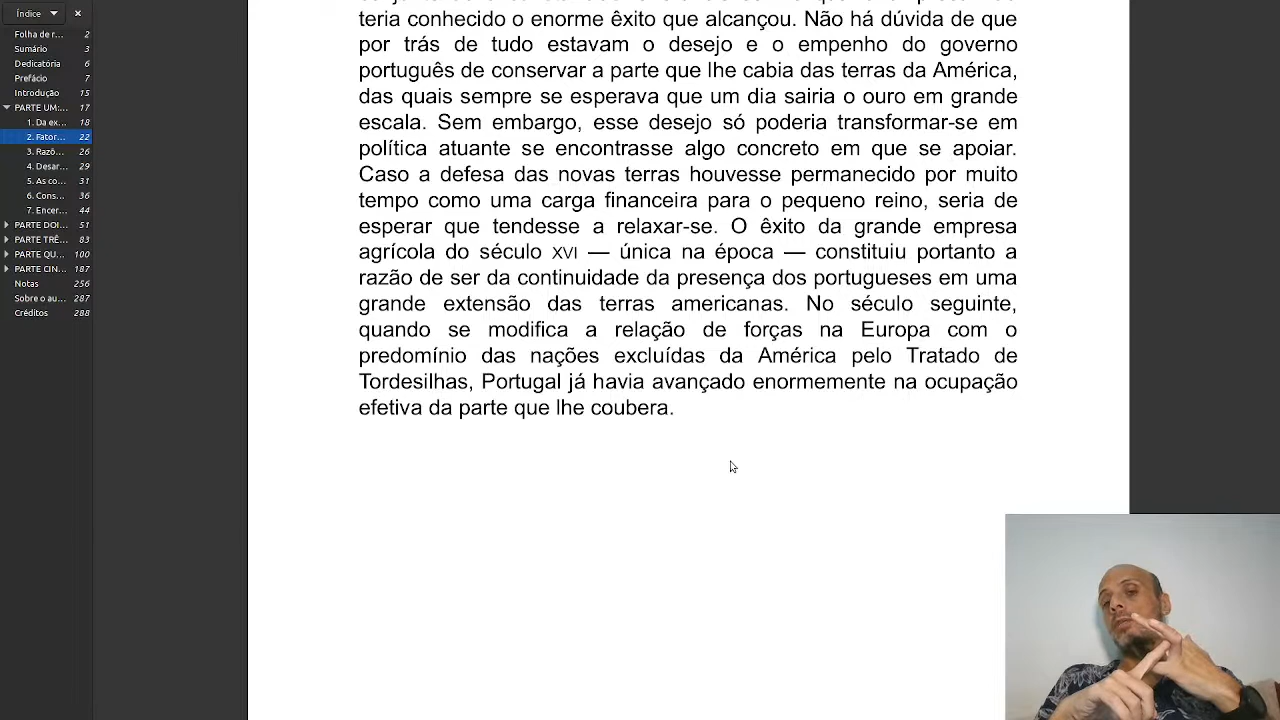 Índice
Folha de r... 2
Sumário 3
Dedicatória 6
Prefácio 7
Introdução 15
PARTE UM:... 17
1. Da ex... 18
2. Fator... 22
3. Razõ... 26
4. Desar... 29
5. As co... 31
6. Cons... 36
7. Encer... 44
PARTE DOI... 51
PARTE TRÊ... 83
PARTE QU... 100
PARTE CIN... 187
Notas 256
Sobre o au... 287
Créditos 288
teria conhecido o enorme êxito que alcançou. Não há dúvida de que
por trás de tudo estavam o desejo e o empenho do governo
português de conservar a parte que lhe cabia das terras da América,
das quais sempre se esperava que um dia sairia o ouro em grande
escala. Sem embargo, esse desejo só poderia transformar-se em
política atuante se encontrasse algo concreto em que se apoiar.
Caso a defesa das novas terras houvesse permanecido por muito
tempo como uma carga financeira para o pequeno reino, seria de
esperar que tendesse a relaxar-se. O êxito da grande empresa
agrícola do século XVI — única na época — constituiu portanto a
razão de ser da continuidade da presença dos portugueses em uma
grande extensão das terras americanas. No século seguinte,
quando se modifica a relação de forças na Europa com o
predomínio das nações excluídas da América pelo Tratado de
Tordesilhas, Portugal já havia avançado enormemente na ocupação
efetiva da parte que lhe coubera.